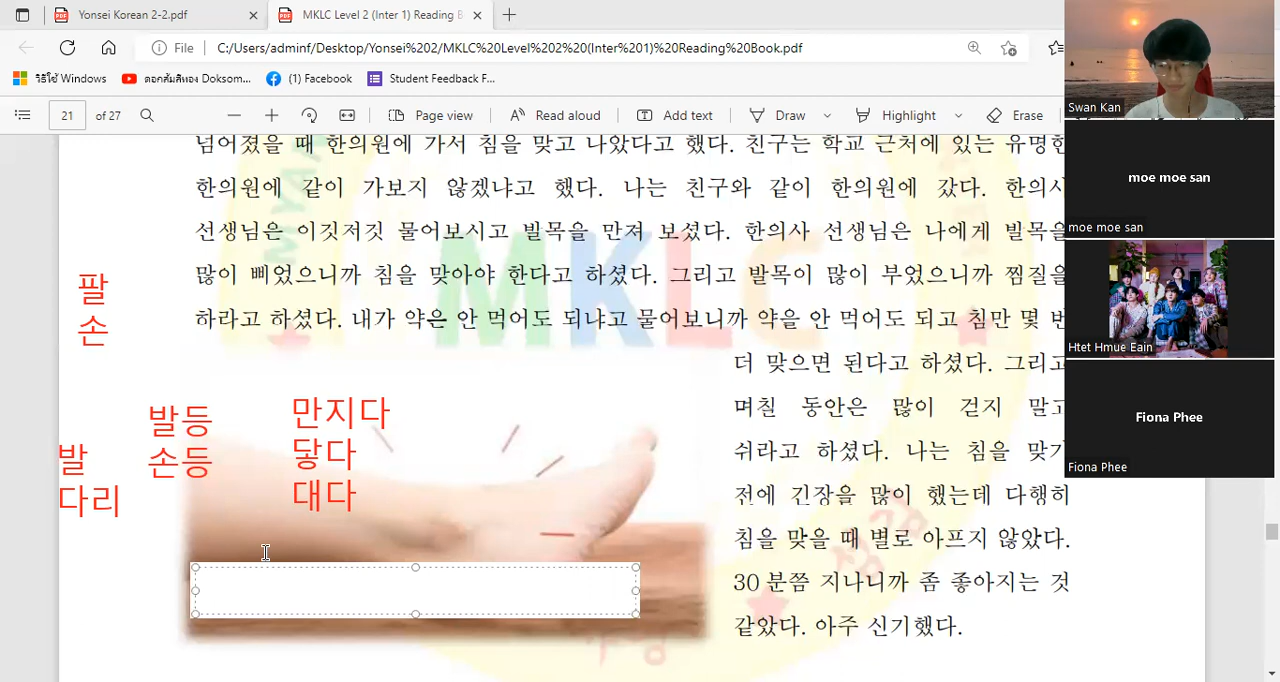 Yonsei Korean 2-2.pdf
MKLC Level 2 (Inter 1) Reading B
File
C:/Users/adminf/Desktop/Yonsei%202/MKLC%20Level%202%20(Inter%201)%20Reading%20Book.pdf
วิธีใช้ Windows
ดอกส้มสีทอง Doksom...
(1) Facebook
Student Feedback F...
21 of 27
Page view
Read aloud
Add text
Draw
Highlight
Erase
넘어졌을 때 한의원에 가서 침을 맞고 나았다고 했다. 친구는 학교 근처에 있는 유명한
한의원에 같이 가보지 않겠냐고 했다. 나는 친구와 같이 한의원에 갔다. 한의사
선생님은 이것저것 물어보시고 발목을 만져 보셨다. 한의사 선생님은 나에게 발목을
많이 삐었으니까 침을 맞아야 한다고 하셨다. 그리고 발목이 많이 부었으니까 찜질을
하라고 하셨다. 내가 약은 안 먹어도 되냐고 물어보니까 약을 안 먹어도 되고 침만 몇 번
더 맞으면 된다고 하셨다. 그리고
며칠 동안은 많이 걷지 말고
쉬라고 하셨다. 나는 침을 맞기
전에 긴장을 많이 했는데 다행히
침을 맞을 때 별로 아프지 않았다.
30 분쯤 지나니까 좀 좋아지는 것
같았다. 아주 신기했다.
팔
손
발
다리
발등
손등
만지다
닿다
대다
MKLC
Swan Kan
moe moe san
moe moe san
Htet Hmue Eain
Fiona Phee
Fiona Phee